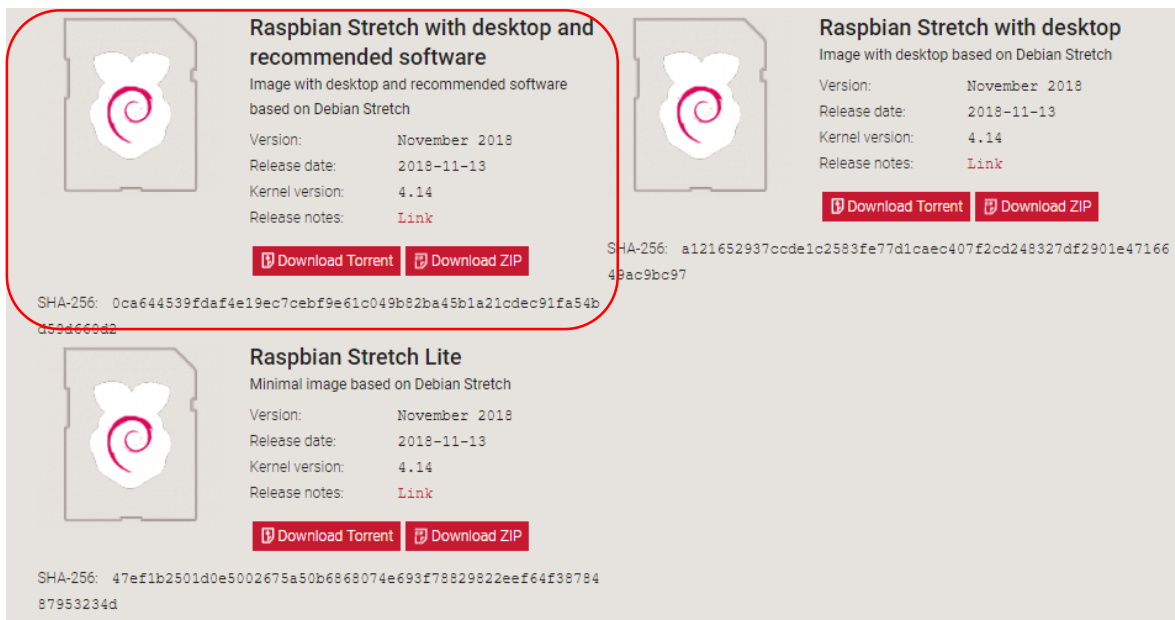 Raspbian Stretch with desktop and
recommended software
Image with desktop and recommended software
based on Debian Stretch
Version: November 2018
Release date: 2018-11-13
Kernel version: 4.14
Release notes: Link
Download Torrent Download ZIP
SHA-256: 0ca644539fdaf4e19ec7cebf9e61c049b82ba45b1a21cdec91fa54b
d59d660d2
Raspbian Stretch with desktop
Image with desktop based on Debian Stretch
Version: November 2018
Release date: 2018-11-13
Kernel version: 4.14
Release notes: Link
Download Torrent Download ZIP
SHA-256: a121652937ccde1c2583fe77d1caec407f2cd248327df2901e47166
49ac9bc97
Raspbian Stretch Lite
Minimal image based on Debian Stretch
Version: November 2018
Release date: 2018-11-13
Kernel version: 4.14
Release notes: Link
Download Torrent Download ZIP
SHA-256: 47ef1b2501d0e5002675a50b6868074e693f78829822eef64f38784
87953234d